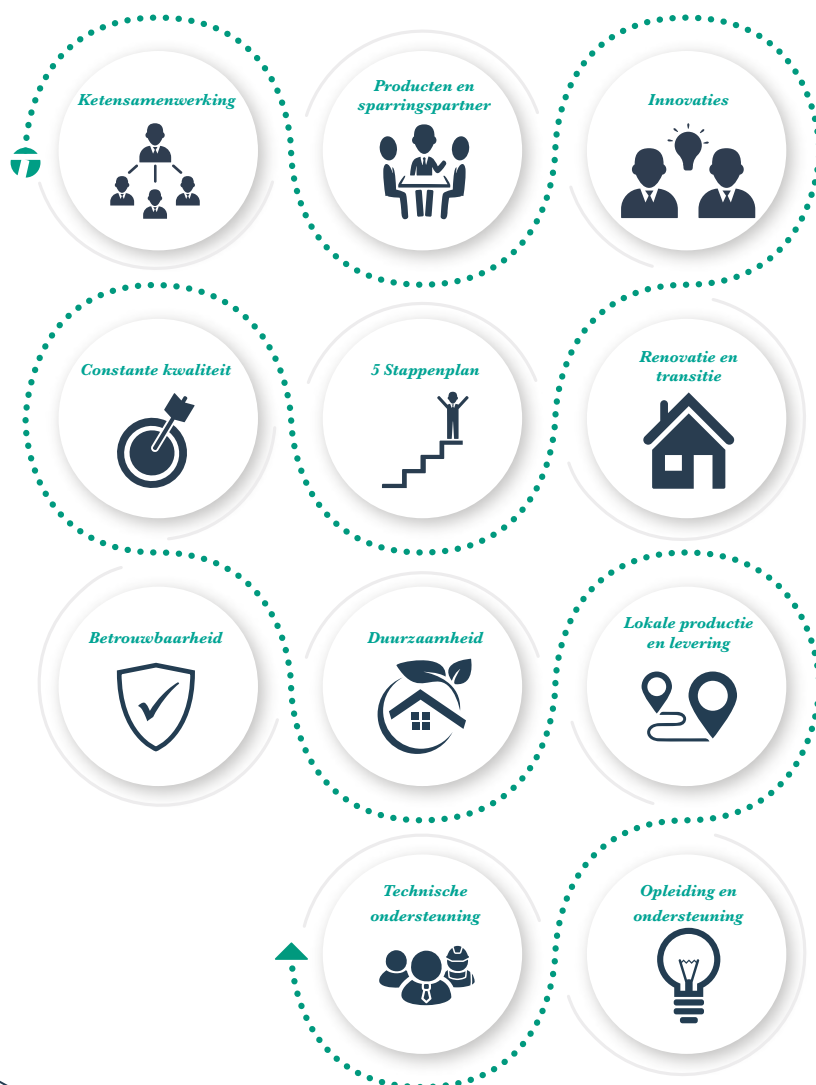 Ketensamenwerking
Producten en
sparringspartner
Innovaties
Constante kwaliteit
5 Stappenplan
Renovatie en
transitie
Betrouwbaarheid
Duurzaamheid
Lokale productie
en levering
Technische
ondersteuning
Opleiding en
ondersteuning